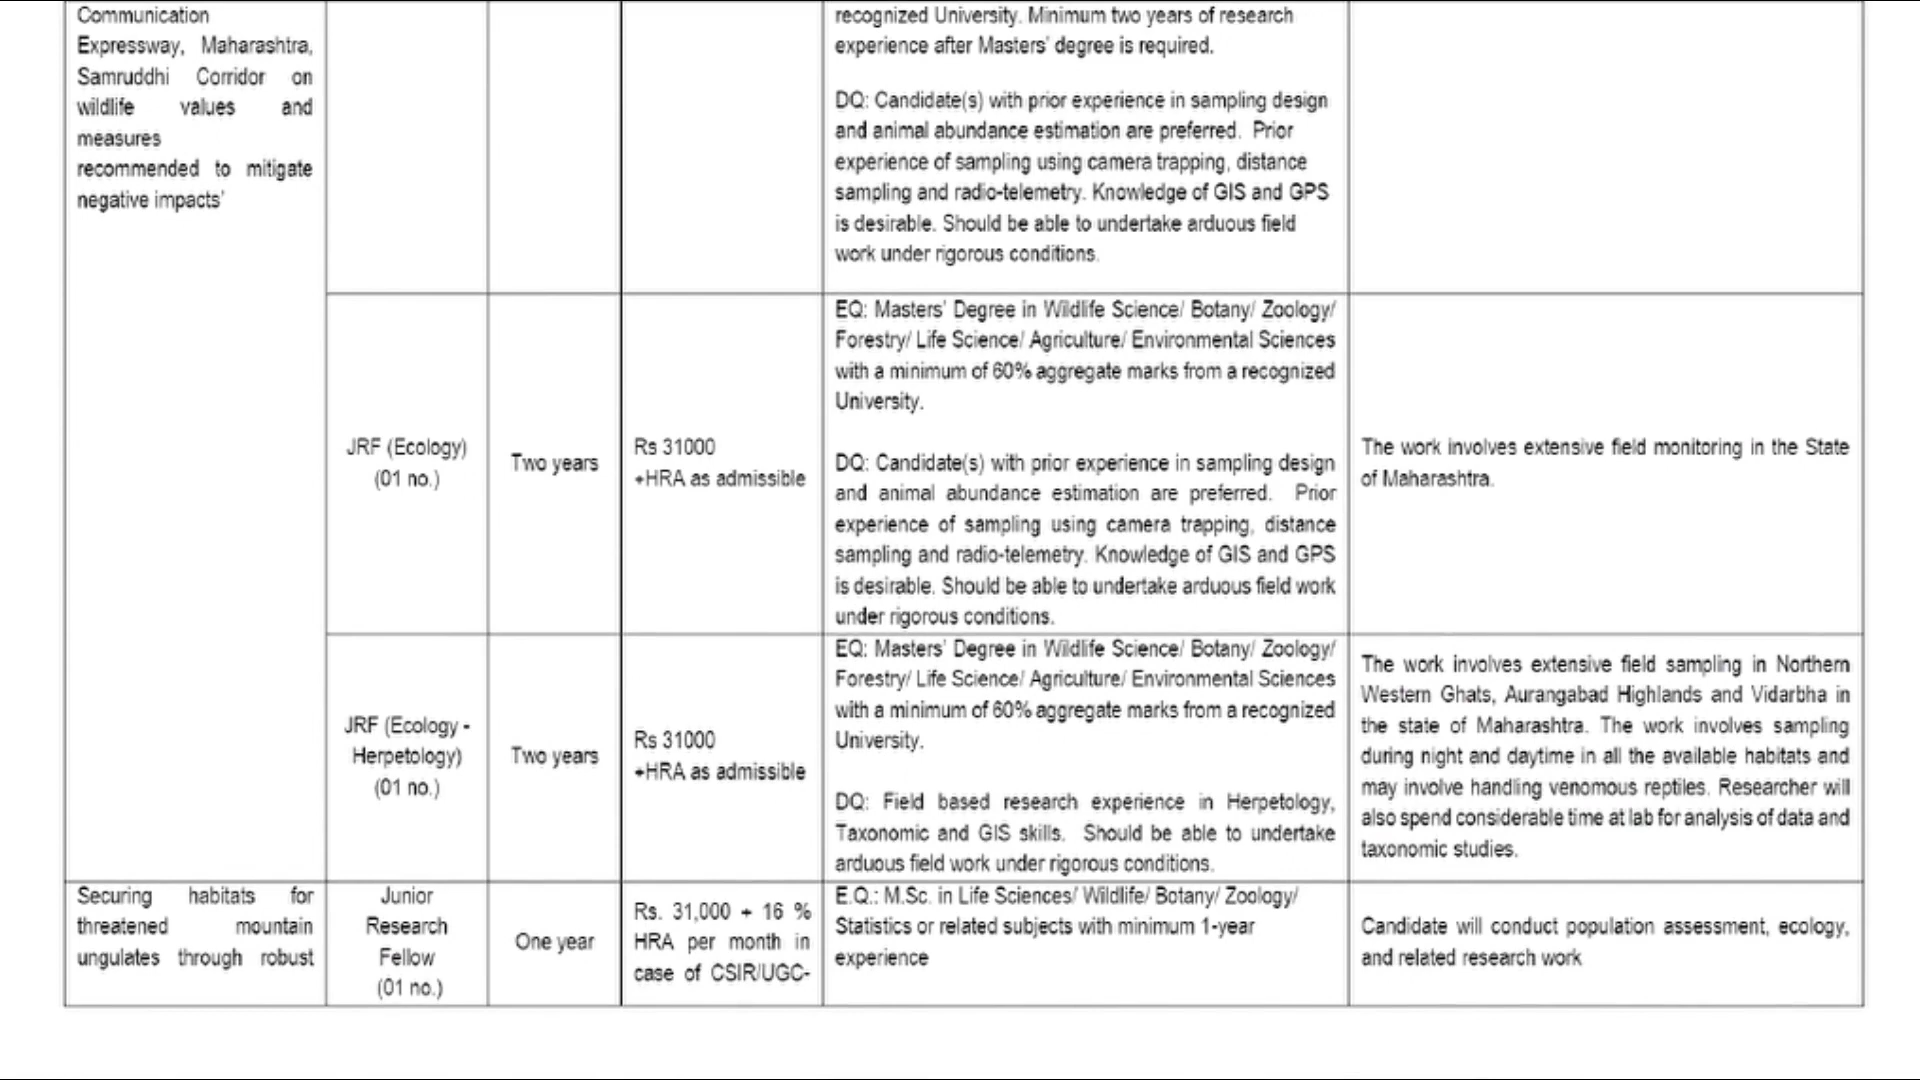 Communication
Expressway, Maharashtra,
Samruddhi Corridor on
wildlife values and
measures
recommended to mitigate
negative impacts'
recognized University. Minimum two years of research
experience after Masters' degree is required.
DQ: Candidate(s) with prior experience in sampling design
and animal abundance estimation are preferred. Prior
experience of sampling using camera trapping, distance
sampling and radio-telemetry. Knowledge of GIS and GPS
is desirable. Should be able to undertake arduous field
work under rigorous conditions.
JRF (Ecology)
(01 no.)
Two years
Rs 31000
+HRA as admissible
EQ: Masters' Degree in Wildlife Science/ Botany/ Zoology/
Forestry/ Life Science/ Agriculture/ Environmental Sciences
with a minimum of 60% aggregate marks from a recognized
University.
DQ: Candidate(s) with prior experience in sampling design
and animal abundance estimation are preferred. Prior
experience of sampling using camera trapping, distance
sampling and radio-telemetry. Knowledge of GIS and GPS
is desirable. Should be able to undertake arduous field work
under rigorous conditions.
The work involves extensive field monitoring in the State
of Maharashtra.
JRF (Ecology -
Herpetology)
(01 no.)
Two years
Rs 31000
+HRA as admissible
EQ: Masters' Degree in Wildlife Science/ Botany/ Zoology/
Forestry/ Life Science/ Agriculture/ Environmental Sciences
with a minimum of 60% aggregate marks from a recognized
University.
DQ: Field based research experience in Herpetology,
Taxonomic and GIS skills. Should be able to undertake
arduous field work under rigorous conditions.
The work involves extensive field sampling in Northern
Western Ghats, Aurangabad Highlands and Vidarbha in
the state of Maharashtra. The work involves sampling
during night and daytime in all the available habitats and
may involve handling venomous reptiles. Researcher will
also spend considerable time at lab for analysis of data and
taxonomic studies.
Securing habitats for
threatened mountain
ungulates through robust
Junior
Research
Fellow
(01 no.)
One year
Rs. 31,000 + 16 %
HRA per month in
case of CSIR/UGC-
E.Q.: M.Sc. in Life Sciences/ Wildlife/ Botany/ Zoology/
Statistics or related subjects with minimum 1-year
experience
Candidate will conduct population assessment, ecology,
and related research work